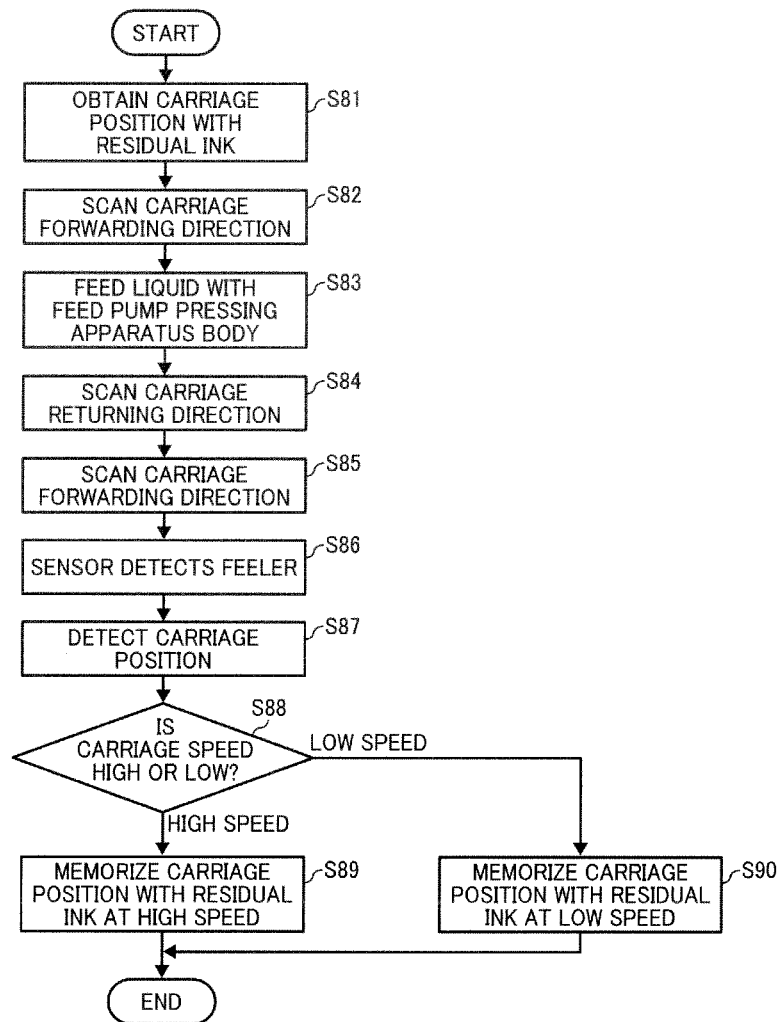 START
OBTAIN CARRIAGE
POSITION WITH
RESIDUAL INK
S81
SCAN CARRIAGE
FORWARDING DIRECTION
S82
FEED LIQUID WITH
FEED PUMP PRESSING
APPARATUS BODY
S83
SCAN CARRIAGE
RETURNING DIRECTION
S84
SCAN CARRIAGE
FORWARDING DIRECTION
S85
SENSOR DETECTS FEELER
S86
DETECT CARRIAGE
POSITION
S87
IS
CARRIAGE SPEED
HIGH OR LOW?
S88
LOW SPEED
HIGH SPEED
MEMORIZE CARRIAGE
POSITION WITH RESIDUAL
INK AT HIGH SPEED
S89
MEMORIZE CARRIAGE
POSITION WITH RESIDUAL
INK AT LOW SPEED
S90
END